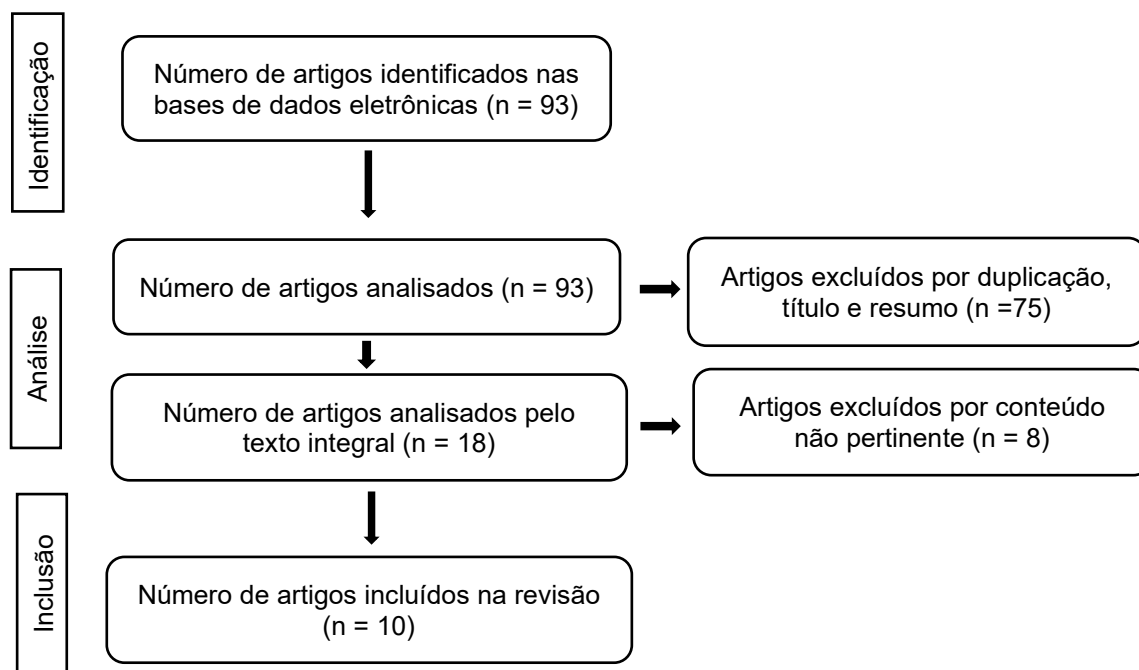 Identificação
Número de artigos identificados nas
bases de dados eletrônicas (n = 93)
Análise
Número de artigos analisados (n = 93)
Artigos excluídos por duplicação,
título e resumo (n =75)
Número de artigos analisados pelo
texto integral (n = 18)
Artigos excluídos por conteúdo
não pertinente (n = 8)
Inclusão
Número de artigos incluídos na revisão
(n = 10)